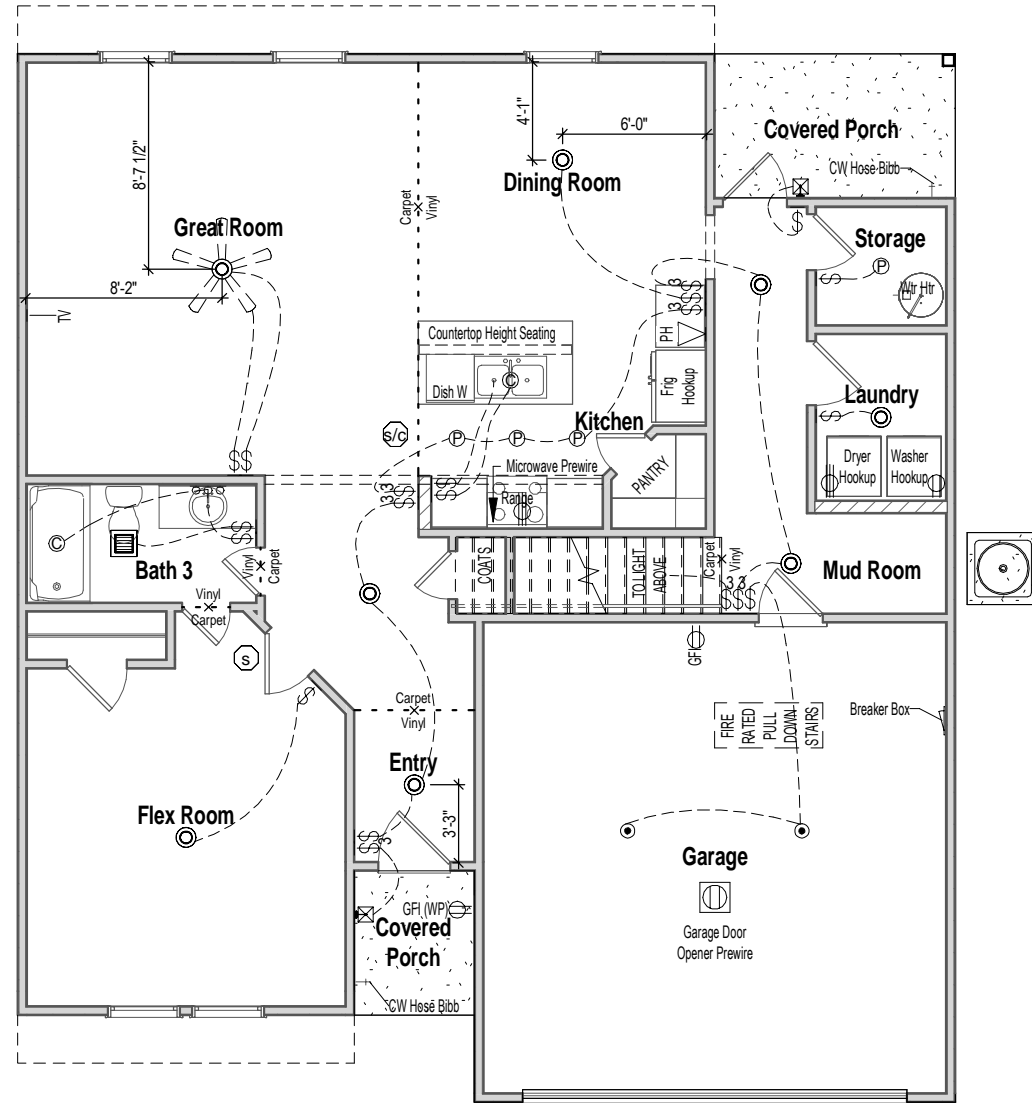 4'-1"
6'-0"
8'-7 1/2"
Covered Porch
CW Hose Bibb
Dining Room
Carpet
Vinyl
Great Room
Storage
8'-2"
P
Wtr Htr
TV
3
$$$
3
Countertop Height Seating
PH
Dish W
C
Frig
Hookup
Laundry
Kitchen
S/C
P
P
P
$$
Microwave Prewire
PANTRY
Dryer
Hookup
Washer
Hookup
3 3
$$
$$
Range
$$
C
Bath 3
Vinyl
Carpet
COATS
TO LIGHT
ABOVE
Carpet
Vinyl
Mud Room
3 3
$$$
Vinyl
Carpet
S
GFI
$
Carpet
Vinyl
FIRE
RATED
PULL
DOWN
STAIRS
Breaker Box
Entry
Flex Room
3'-3"
$$
3
Garage
GFI (WP)
Covered
Porch
Garage Door
Opener Prewire
CW Hose Bibb